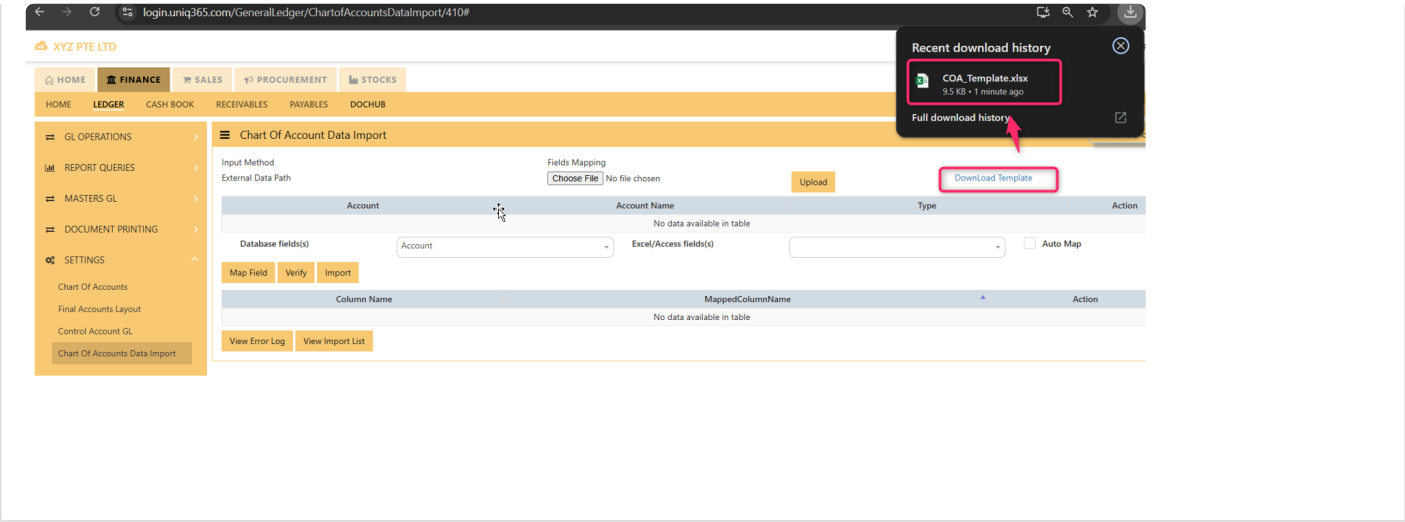 login.uniq365.com/GeneralLedger/ChartofAccountsDataImport/410#
XYZ PTE LTD
Recent download history
COA_Template.xlsx
9.5 KB • 1 minute ago
Full download history
HOME FINANCE SALES PROCUREMENT STOCKS
HOME LEDGER CASH BOOK RECEIVABLES PAYABLES DOCHUB
GL OPERATIONS
REPORT QUERIES
MASTERS GL
DOCUMENT PRINTING
SETTINGS
Chart Of Accounts
Final Accounts Layout
Control Account GL
Chart Of Accounts Data Import
Chart Of Account Data Import
Input Method Fields Mapping
External Data Path Choose File No file chosen Upload DownLoad Template
Account Account Name Type Action
No data available in table
Database fields(s) Account Excel/Access fields(s) Auto Map
Map Field Verify Import
Column Name MappedColumnName Action
No data available in table
View Error Log View Import List